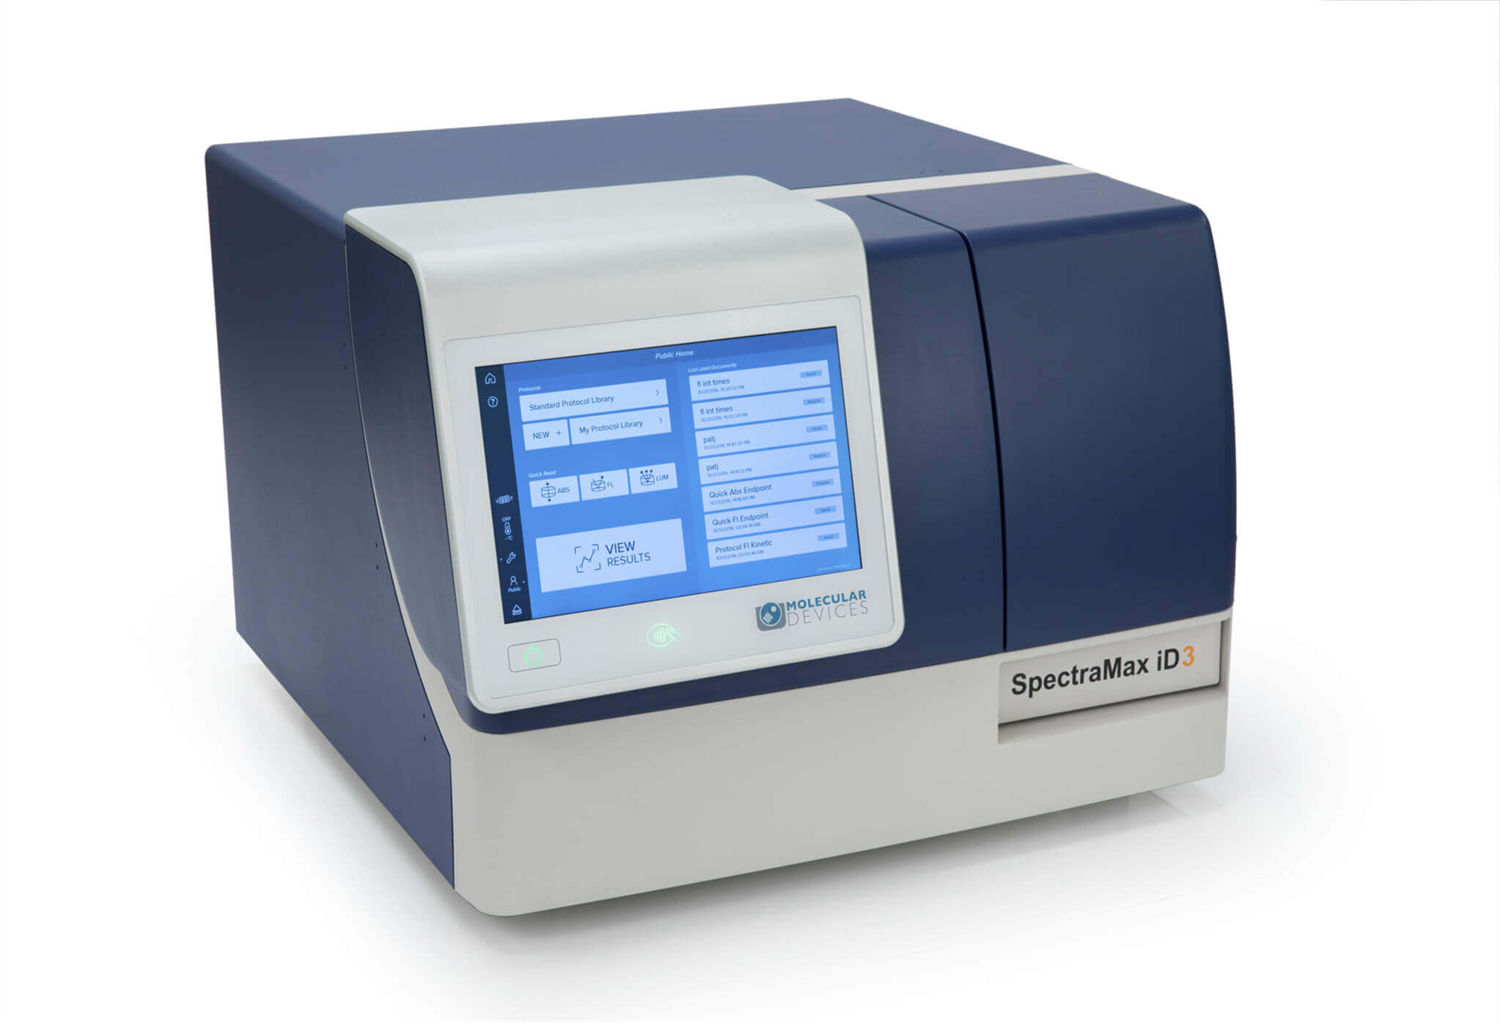 Public Home
Protocols
Standard Protocol Library
NEW +
My Protocol Library
Quick Read
ABS
FL
LUM
VIEW
RESULTS
Last used Documents
fl int times
fl int times
patj
patj
Quick Abs Endpoint
Quick Fl Endpoint
Protocol Fl Kinetic
OFF
°C
Public
MOLECULAR
DEVICES
SpectraMax iD3